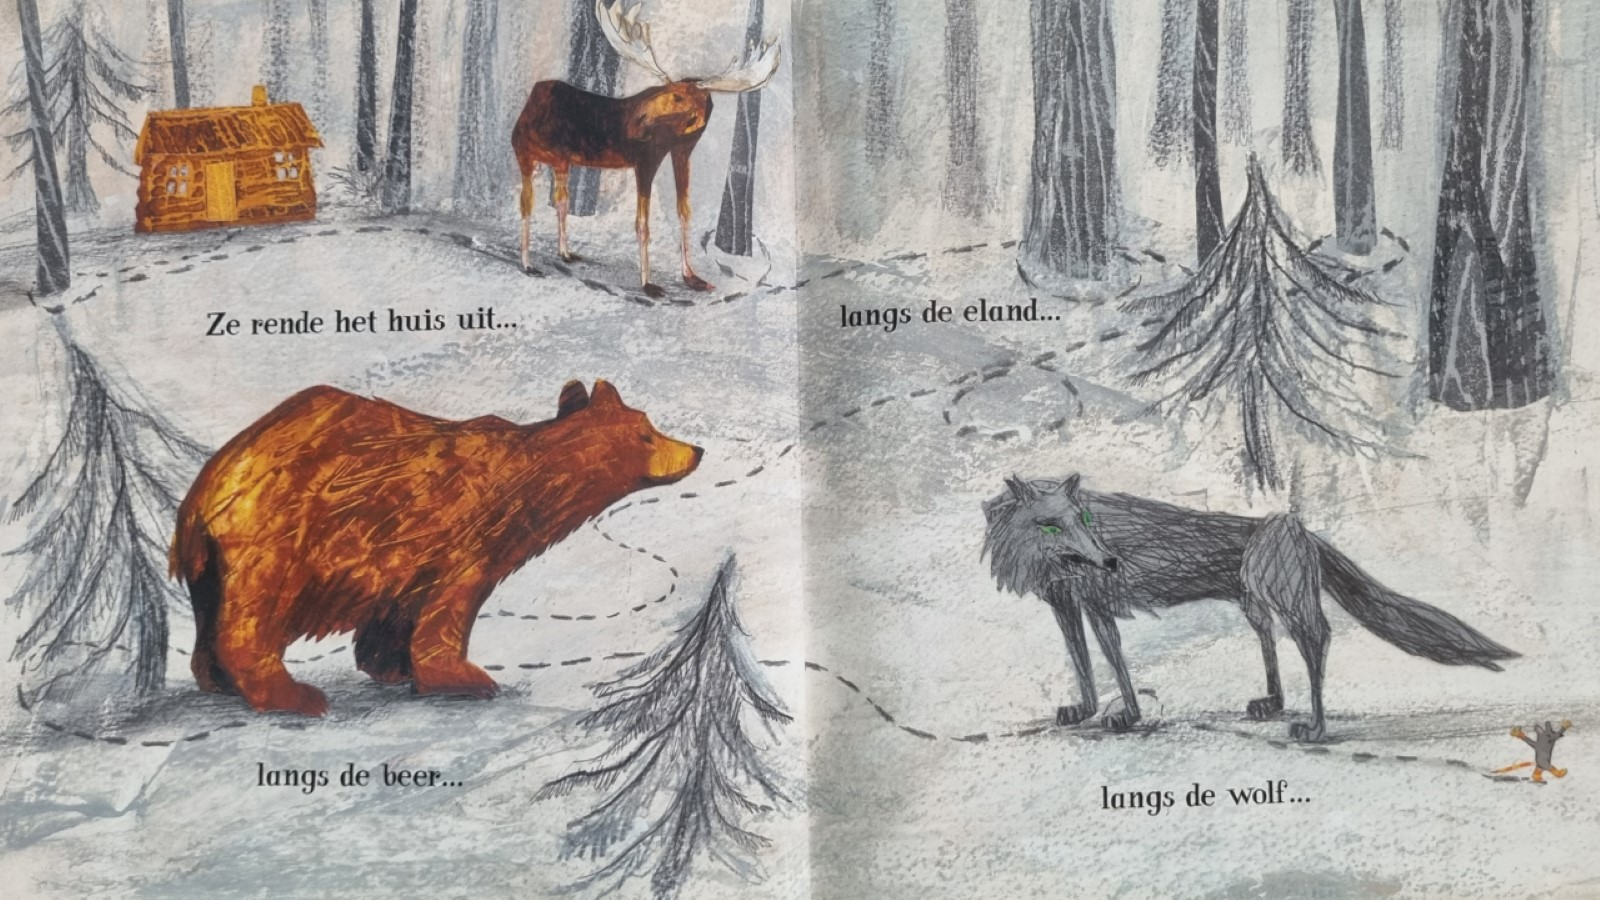 Ze rende het huis uit...
langs de eland...
langs de beer...
langs de wolf...